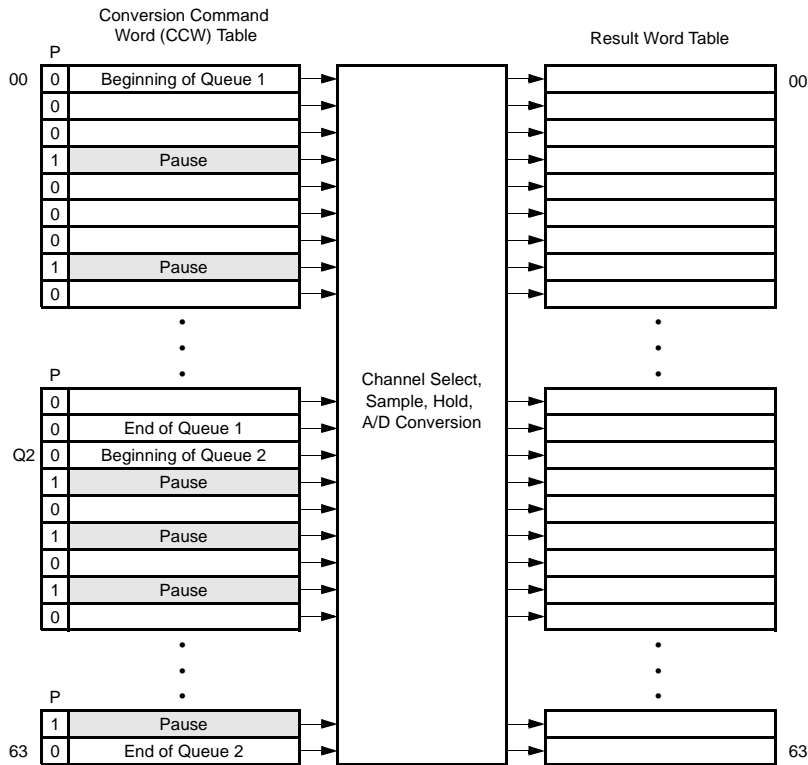 Conversion Command
Word (CCW) Table
Result Word Table
P
00 0 Beginning of Queue 1 00
0
0
1 Pause
0
0
0
1 Pause
0
P
0
0 End of Queue 1
Q2 0 Beginning of Queue 2
1 Pause
0
1 Pause
0
1 Pause
0
Channel Select,
Sample, Hold,
A/D Conversion
P
1 Pause
63 0 End of Queue 2 63